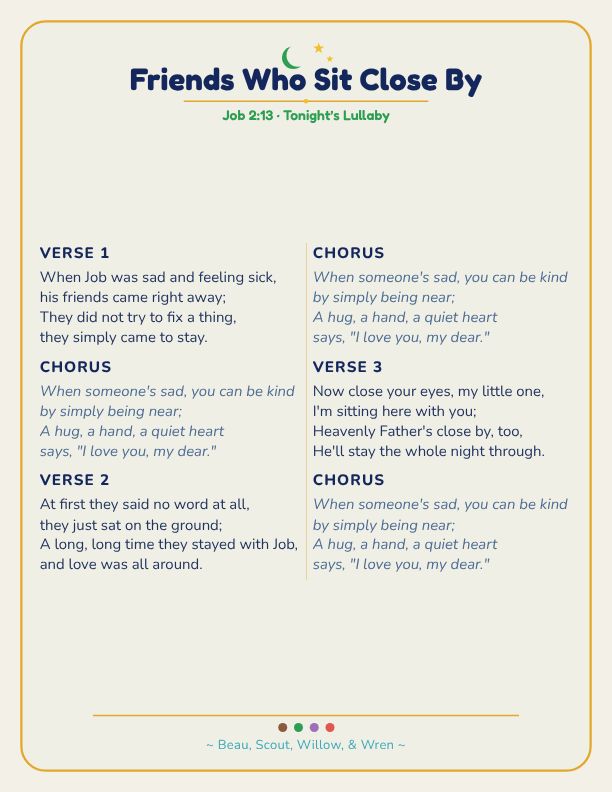 Friends Who Sit Close By
Job 2:13 · Tonight's Lullaby
VERSE 1
When Job was sad and feeling sick,
his friends came right away;
They did not try to fix a thing,
they simply came to stay.
CHORUS
When someone's sad, you can be kind
by simply being near;
A hug, a hand, a quiet heart
says, "I love you, my dear."
VERSE 2
At first they said no word at all,
they just sat on the ground;
A long, long time they stayed with Job,
and love was all around.
CHORUS
When someone's sad, you can be kind
by simply being near;
A hug, a hand, a quiet heart
says, "I love you, my dear."
VERSE 3
Now close your eyes, my little one,
I'm sitting here with you;
Heavenly Father's close by, too,
He'll stay the whole night through.
CHORUS
When someone's sad, you can be kind
by simply being near;
A hug, a hand, a quiet heart
says, "I love you, my dear."
~ Beau, Scout, Willow, & Wren ~